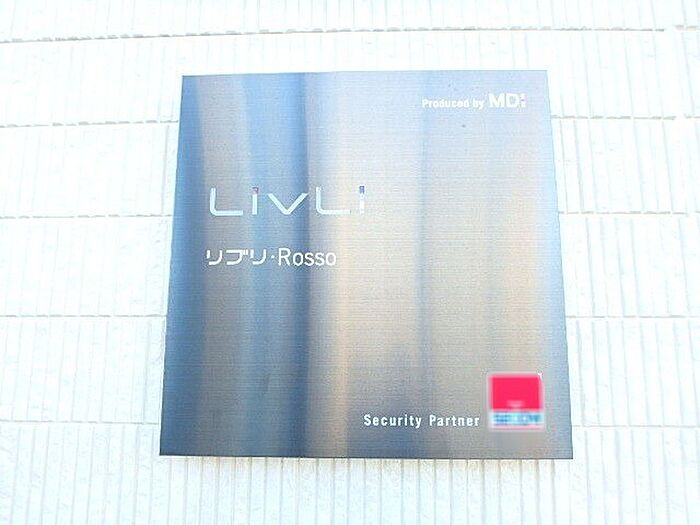 Produced by MDi
LivLi
リブリ・Rosso
Security Partner